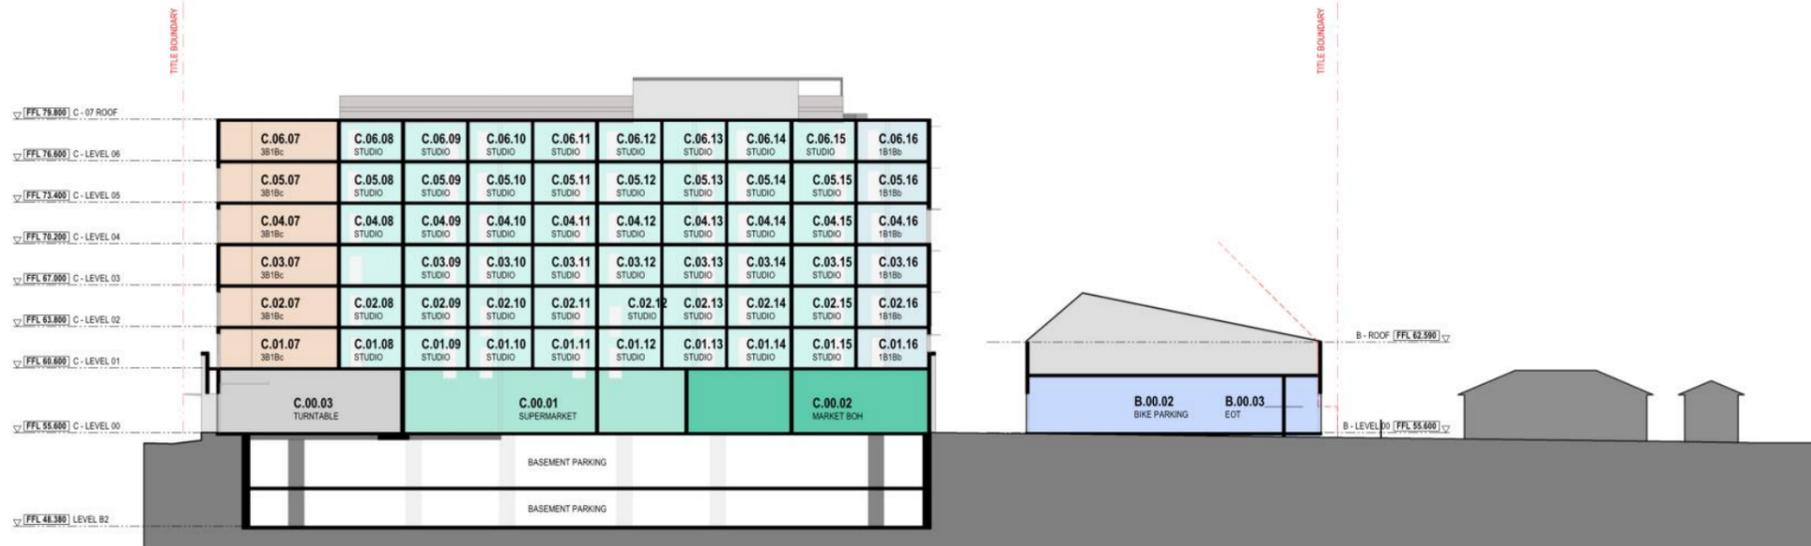 TITLE BOUNDARY
TITLE BOUNDARY
FFL 79.800 C - 07 ROOF
C.06.07 C.06.08 C.06.09 C.06.10 C.06.11 C.06.12 C.06.13 C.06.14 C.06.15 C.06.16
3B1Bc STUDIO STUDIO STUDIO STUDIO STUDIO STUDIO STUDIO STUDIO 1B1Bb
FFL 76.600 C - LEVEL 06
C.05.07 C.05.08 C.05.09 C.05.10 C.05.11 C.05.12 C.05.13 C.05.14 C.05.15 C.05.16
3B1Bc STUDIO STUDIO STUDIO STUDIO STUDIO STUDIO STUDIO STUDIO 1B1Bb
FFL 73.400 C - LEVEL 05
C.04.07 C.04.08 C.04.09 C.04.10 C.04.11 C.04.12 C.04.13 C.04.14 C.04.15 C.04.16
3B1Bc STUDIO STUDIO STUDIO STUDIO STUDIO STUDIO STUDIO STUDIO 1B1Bb
FFL 70.200 C - LEVEL 04
C.03.07 C.03.09 C.03.10 C.03.11 C.03.12 C.03.13 C.03.14 C.03.15 C.03.16
3B1Bc STUDIO STUDIO STUDIO STUDIO STUDIO STUDIO STUDIO 1B1Bb
FFL 67.000 C - LEVEL 03
C.02.07 C.02.08 C.02.09 C.02.10 C.02.11 C.02.12 C.02.13 C.02.14 C.02.15 C.02.16
3B1Bc STUDIO STUDIO STUDIO STUDIO STUDIO STUDIO STUDIO STUDIO 1B1Bb
FFL 63.800 C - LEVEL 02
B - ROOF FFL 62.590
C.01.07 C.01.08 C.01.09 C.01.10 C.01.11 C.01.12 C.01.13 C.01.14 C.01.15 C.01.16
3B1Bc STUDIO STUDIO STUDIO STUDIO STUDIO STUDIO STUDIO STUDIO 1B1Bb
FFL 60.600 C - LEVEL 01
C.00.03 C.00.01 C.00.02 B.00.02 B.00.03
TURNTABLE SUPERMARKET MARKET BOH BIKE PARKING EOT
FFL 55.600 C - LEVEL 00
B - LEVEL 00 FFL 55.600
BASEMENT PARKING
BASEMENT PARKING
FFL 48.380 LEVEL B2